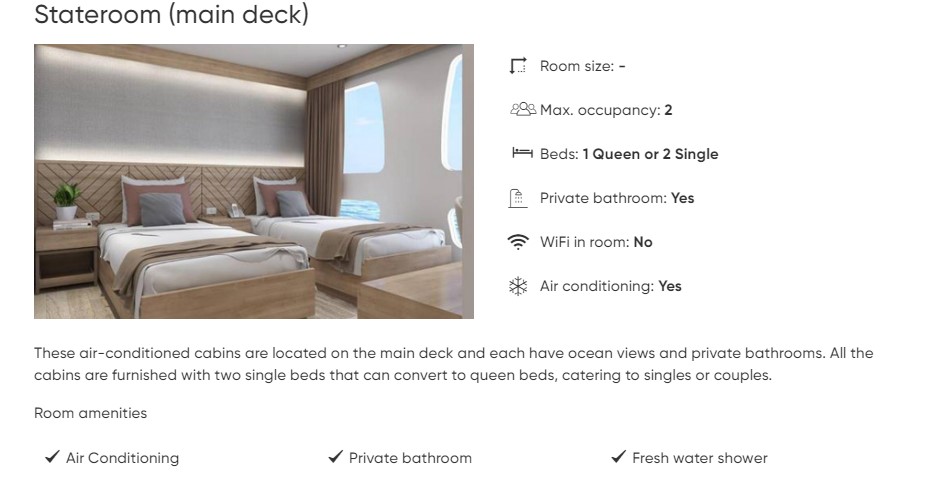 Stateroom (main deck)
Room size: -
Max. occupancy: 2
Beds: 1 Queen or 2 Single
Private bathroom: Yes
WiFi in room: No
Air conditioning: Yes
These air-conditioned cabins are located on the main deck and each have ocean views and private bathrooms. All the
cabins are furnished with two single beds that can convert to queen beds, catering to singles or couples.
Room amenities
Air Conditioning
Private bathroom
Fresh water shower